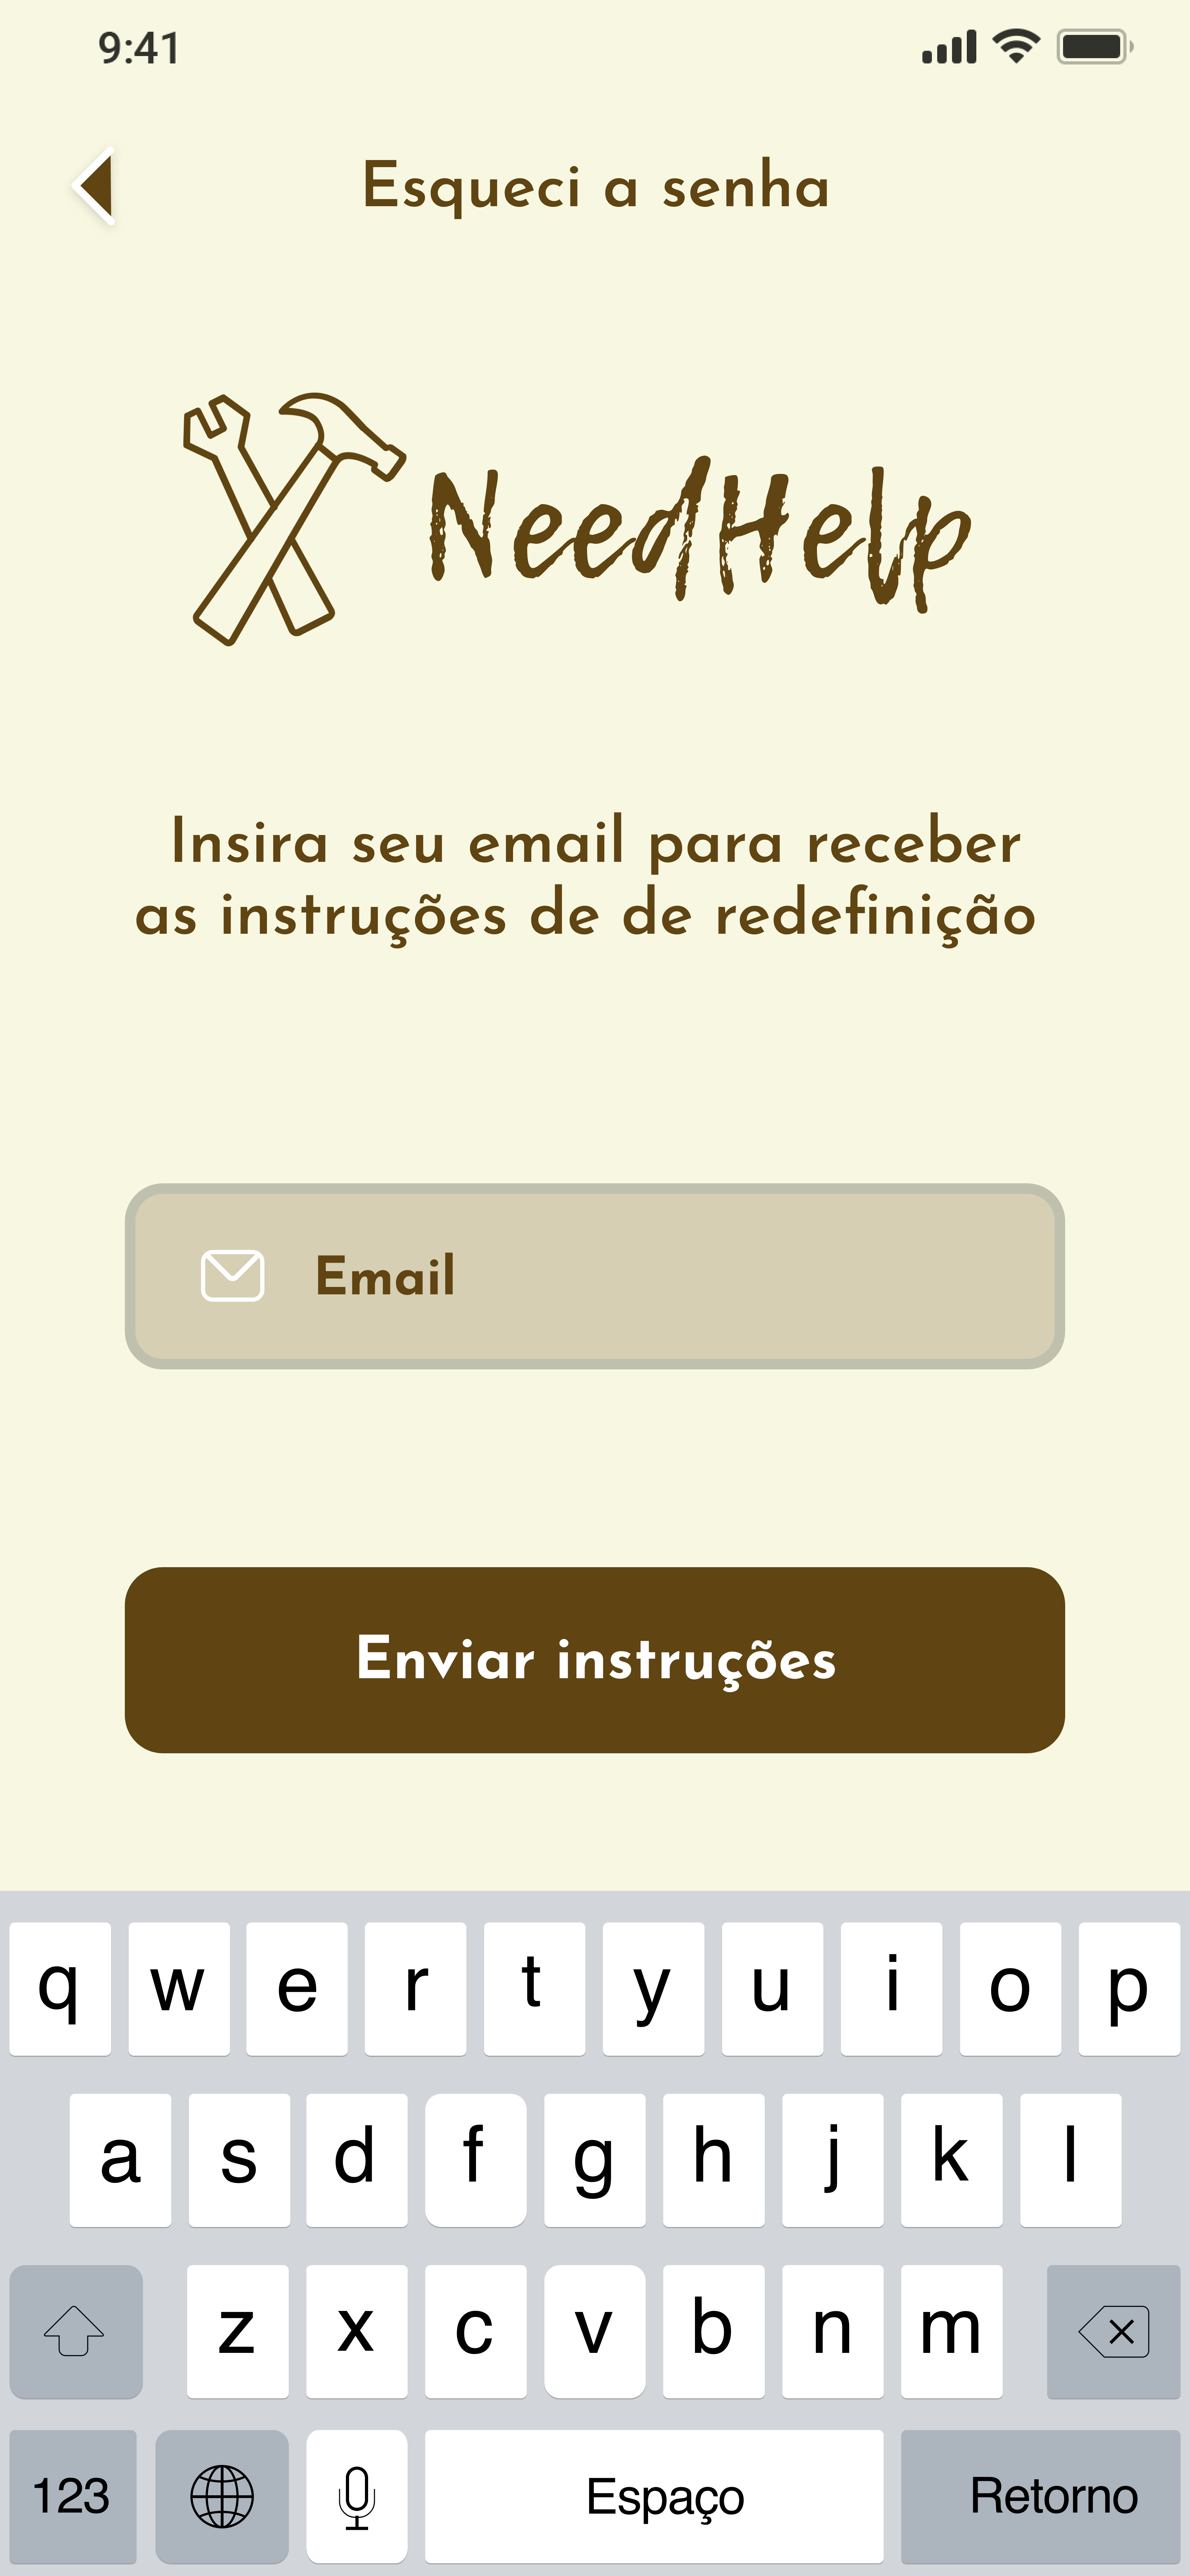 9:41
Esqueci a senha
NeedHelp
Insira seu email para receber
as instruções de de redefinição
Email
Enviar instruções
q w e r t y u i o p
a s d f g h j k l
z x c v b n m
123 Espaço Retorno